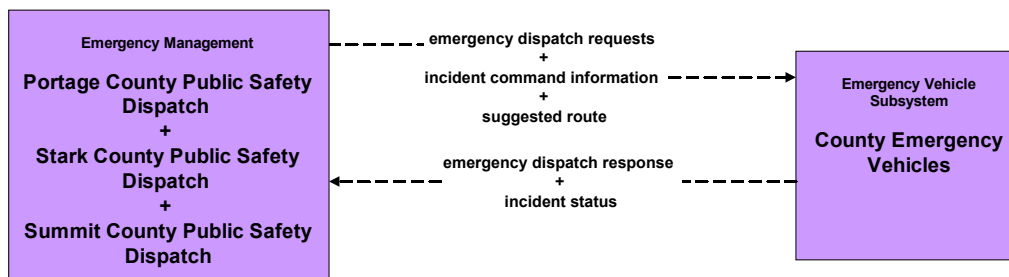 Emergency Management
Portage County Public Safety
Dispatch
+
Stark County Public Safety
Dispatch
+
Summit County Public Safety
Dispatch
emergency dispatch requests
+
incident command information
+
suggested route
emergency dispatch response
+
incident status
Emergency Vehicle
Subsystem
County Emergency
Vehicles